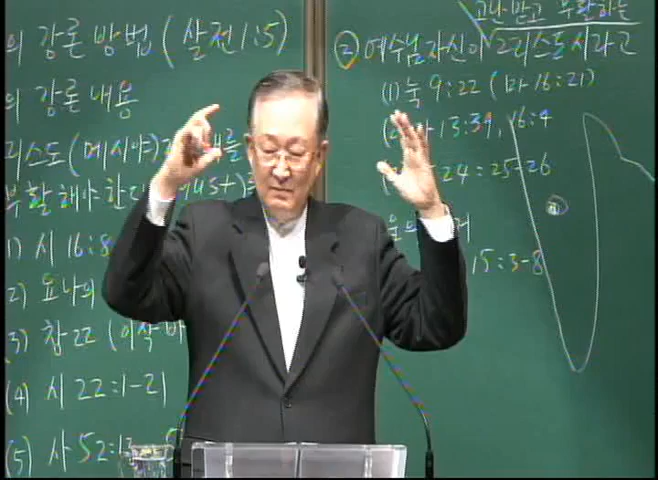 의 강론 방법 (살전1:5)
의 강론 내용
리스도(메시야)
부활해야 한다 (must)
(1) 시 16:8
(2) 요나의
(3) 창 22 (이삭
(4) 시 22:1-21
(5) 사 52:13
고난 받고 부활하는
② 예수님 자신이 그리스도시라고
(1) 눅 9:22 (마 16:21)
(2) 13:39, 16:4
24:25-26
15:3-8